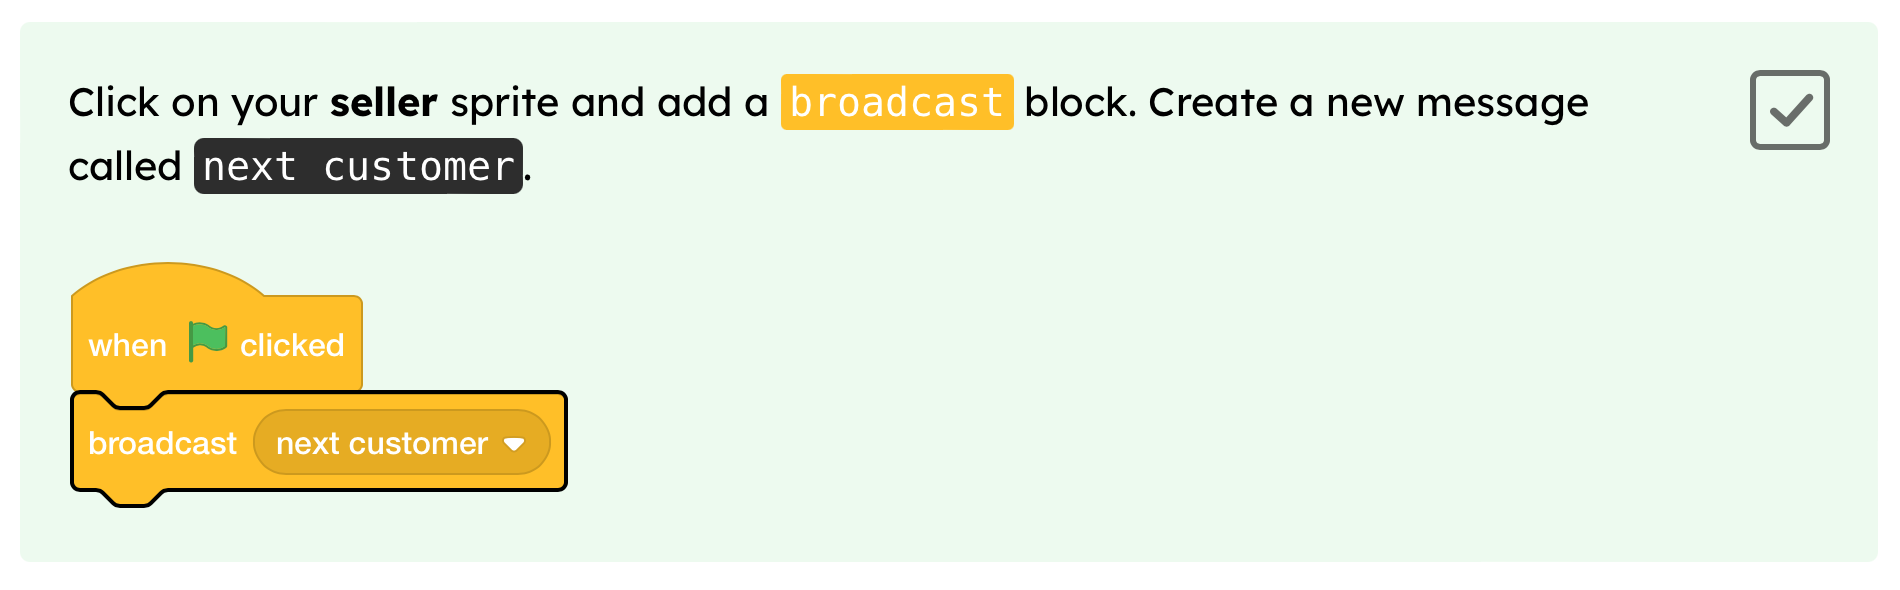 Click on your seller sprite and add a broadcast block. Create a new message
called next customer.
when clicked
broadcast next customer